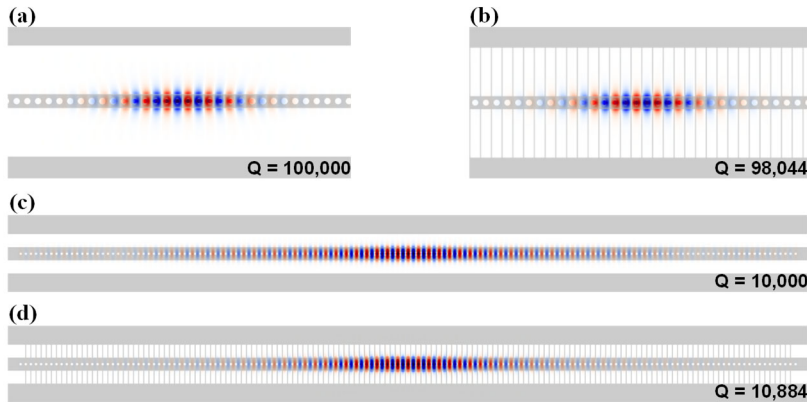 (a)
Q = 100,000
(b)
Q = 98,044
(c)
Q = 10,000
(d)
Q = 10,884